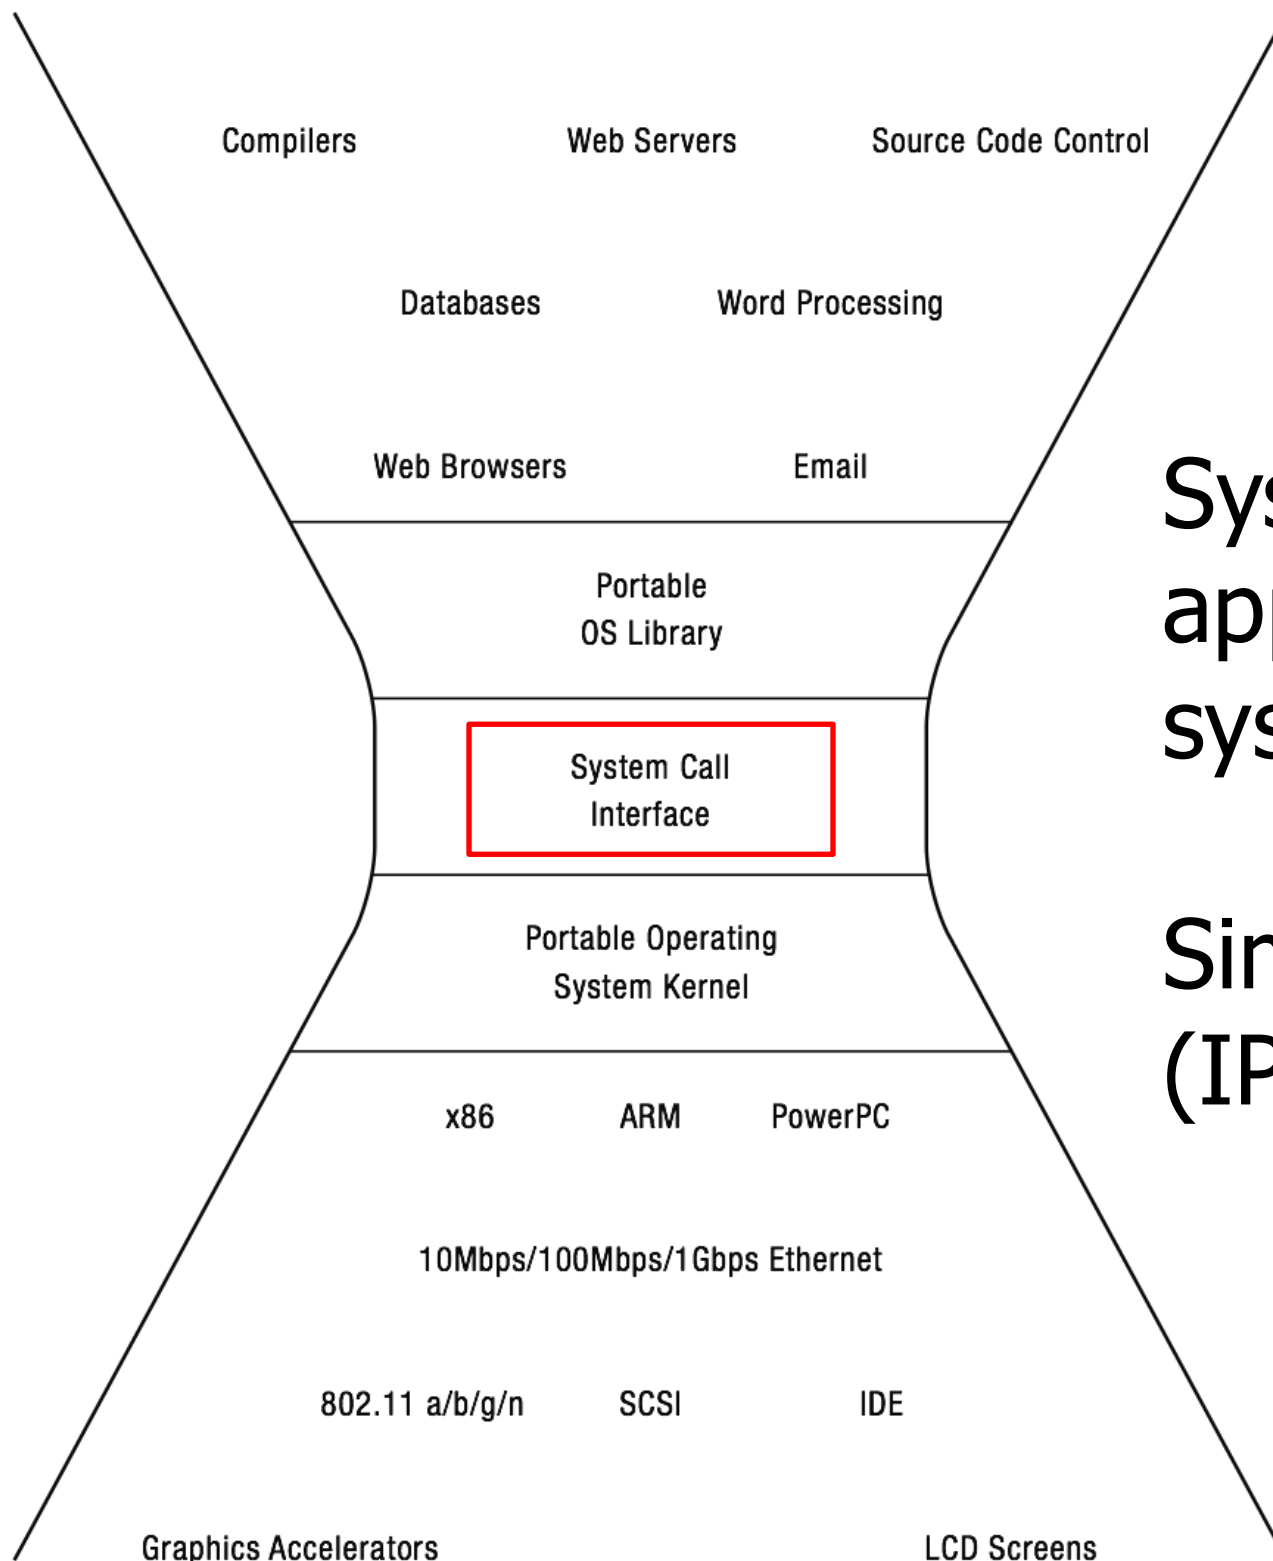 Compilers Web Servers Source Code Control
Databases Word Processing
Web Browsers Email
Portable
OS Library
System Call
Interface
Portable Operating
System Kernel
x86 ARM PowerPC
10Mbps/100Mbps/1Gbps Ethernet
802.11 a/b/g/n SCSI IDE
Graphics Accelerators LCD Screens